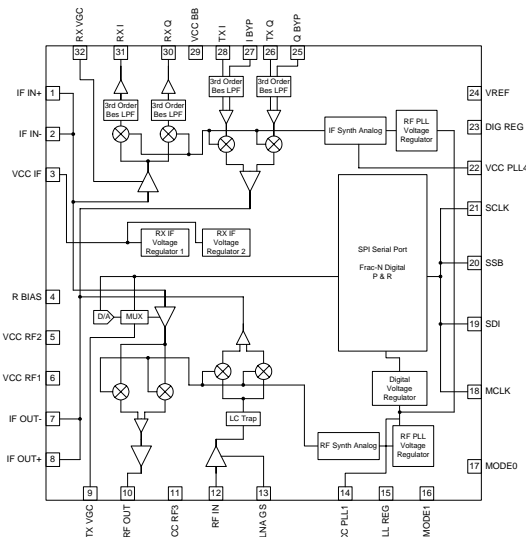 RX VGC
RX I
RX Q
VCC BB
TX I
I BYP
TX Q
Q BYP
32
31
30
29
28
27
26
25
IF IN+
1
IF IN-
2
VCC IF
3
R BIAS
4
VCC RF2
5
VCC RF1
6
IF OUT-
7
IF OUT+
8
24
VREF
23
DIG REG
22
VCC PLL4
21
SCLK
20
SSB
19
SDI
18
MCLK
17
MODE0
3rd Order
Bes LPF
3rd Order
Bes LPF
3rd Order
Bes LPF
3rd Order
Bes LPF
IF Synth Analog
RF PLL
Voltage
Regulator
RX IF
Voltage
Regulator 1
RX IF
Voltage
Regulator 2
SPI Serial Port
Frac-N Digital
P & R
D/A
MUX
Digital
Voltage
Regulator
LC Trap
RF Synth Analog
RF PLL
Voltage
Regulator
9
10
11
12
13
14
15
16
TX VGC
RF OUT
CC RF3
RF IN
LNA GS
CC PLL1
LL REG
MODE1